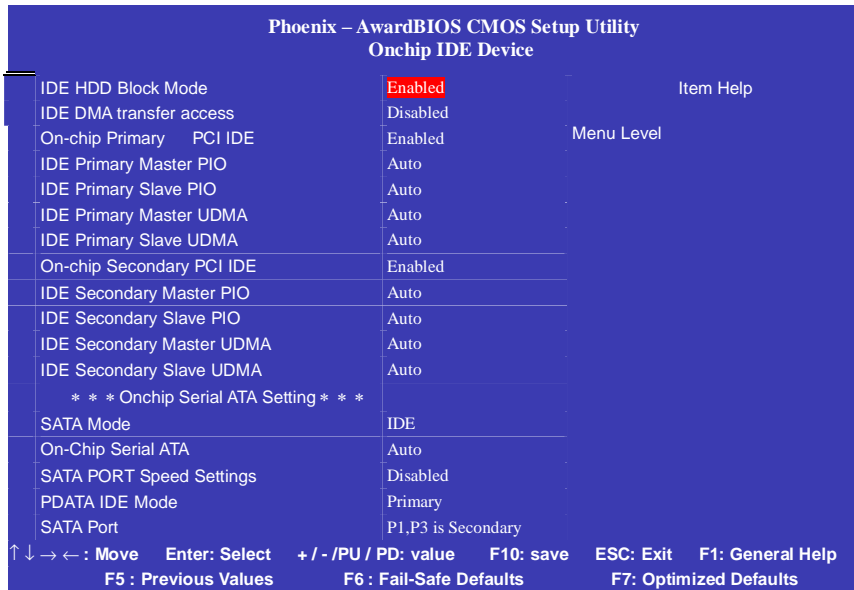 Phoenix – AwardBIOS CMOS Setup Utility
Onchip IDE Device
IDE HDD Block Mode Enabled Item Help
IDE DMA transfer access Disabled
On-chip Primary PCI IDE Enabled Menu Level
IDE Primary Master PIO Auto
IDE Primary Slave PIO Auto
IDE Primary Master UDMA Auto
IDE Primary Slave UDMA Auto
On-chip Secondary PCI IDE Enabled
IDE Secondary Master PIO Auto
IDE Secondary Slave PIO Auto
IDE Secondary Master UDMA Auto
IDE Secondary Slave UDMA Auto
* * * Onchip Serial ATA Setting * * *
SATA Mode IDE
On-Chip Serial ATA Auto
SATA PORT Speed Settings Disabled
PDATA IDE Mode Primary
SATA Port P1,P3 is Secondary
↑↓→← : Move Enter: Select + / - /PU / PD: value F10: save ESC: Exit F1: General Help
F5 : Previous Values F6 : Fail-Safe Defaults F7: Optimized Defaults